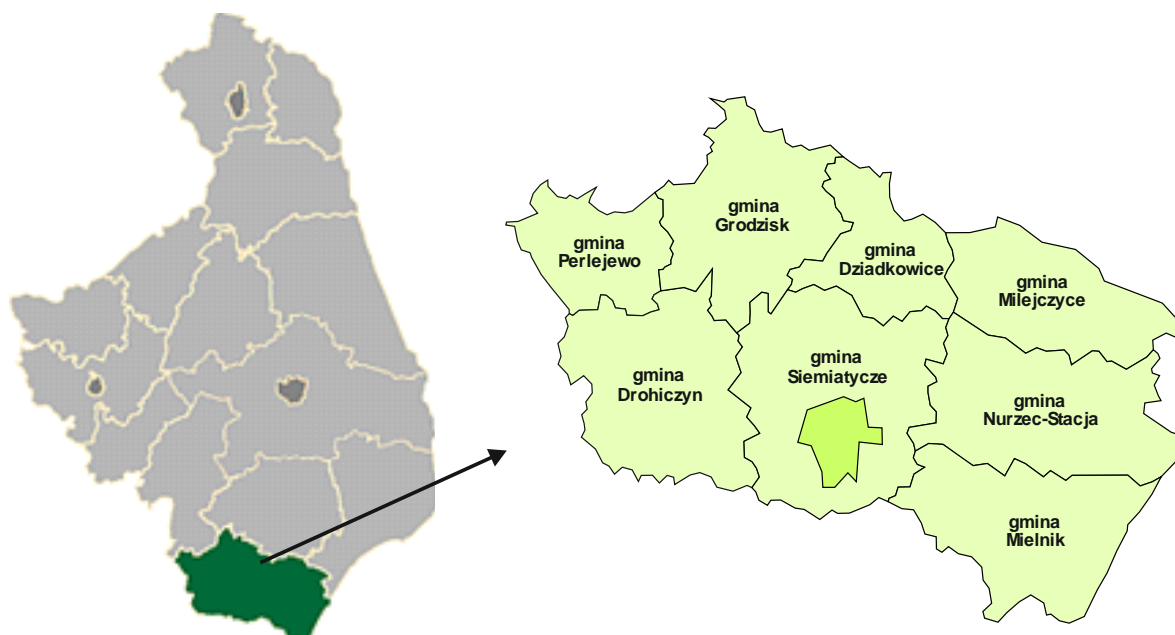 gmina
Perlejewo
gmina
Grodzisk
gmina
Dziadkowice
gmina
Milejczyce
gmina
Drohiczyn
gmina
Siemiatycze
gmina
Nurzec-Stacja
gmina
Mielnik